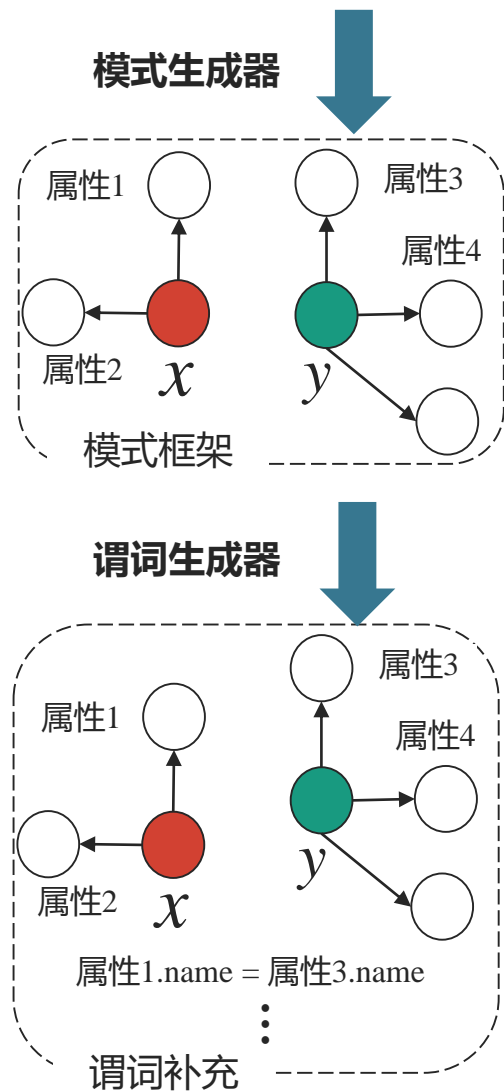 模式生成器
属性1
属性3
属性4
属性2
x
y
模式框架
谓词生成器
属性3
属性1
属性4
属性2
x
y
属性1.name = 属性3.name
谓词补充